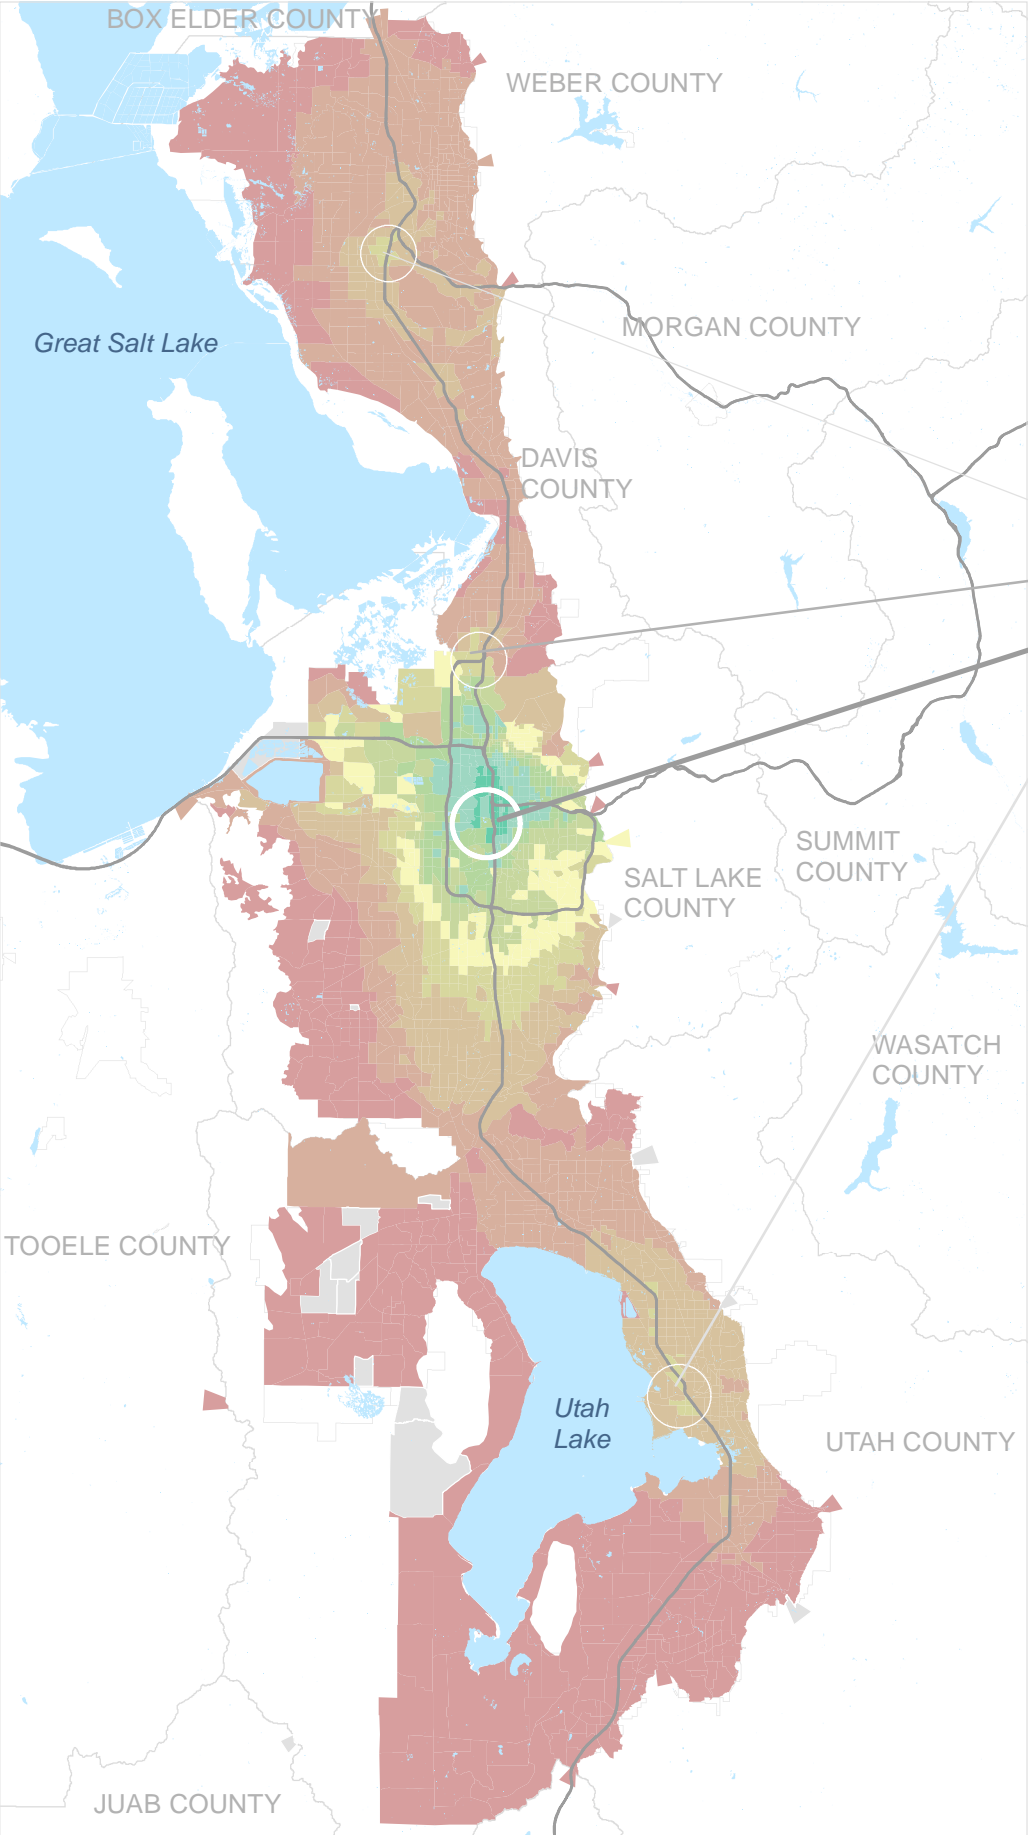 BOX ELDER COUNTY
WEBER COUNTY
MORGAN COUNTY
Great Salt Lake
DAVIS
COUNTY
SUMMIT
COUNTY
SALT LAKE
COUNTY
WASATCH
COUNTY
TOOELE COUNTY
Utah
Lake
UTAH COUNTY
JUAB COUNTY